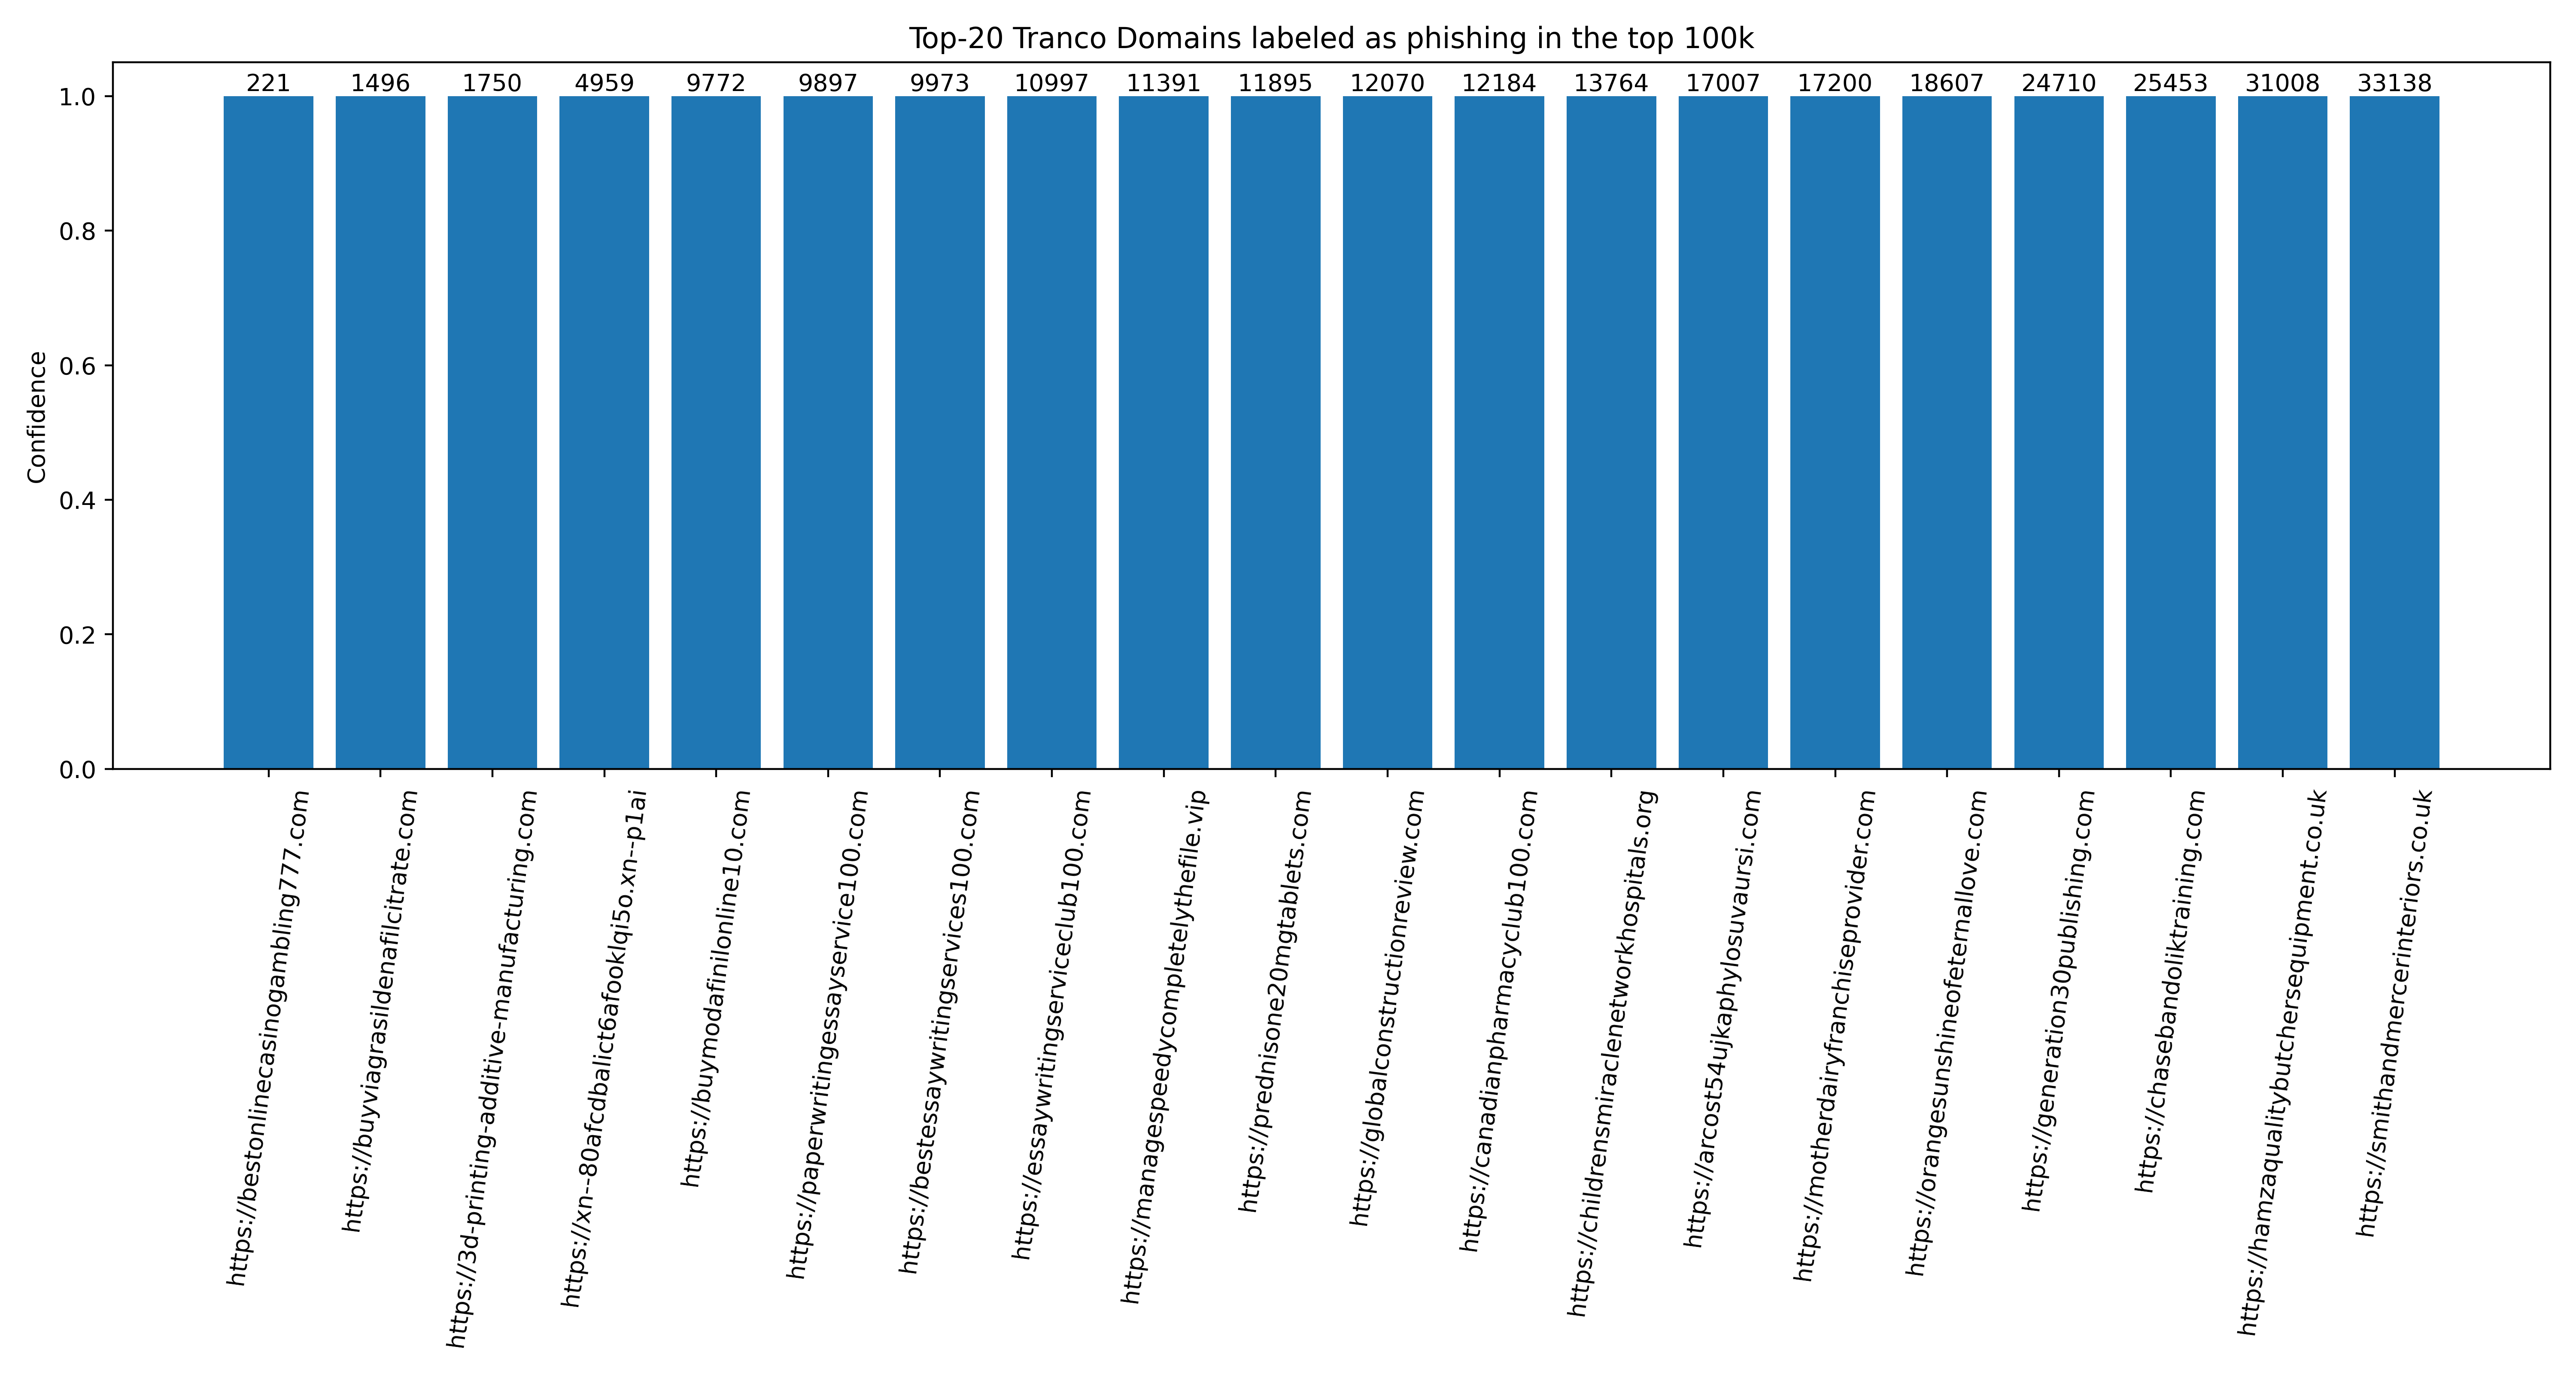 Top-20 Tranco Domains labeled as phishing in the top 100k
221 1496 1750 4959 9772 9897 9973 10997 11391 11895 12070 12184 13764 17007 17200 18607 24710 25453 31008 33138
1.0
0.8
0.6
0.4
0.2
0.0
Confidence
https://bestonlinecasinogambling777.com
https://buyviagrasildenafilcitrate.com
https://3d-printing-additive-manufacturing.com
https://xn--80afcdbalict6afooklqi5o.xn--p1ai
https://buymodafinilonline10.com
https://paperwritingessayservice100.com
https://bestessaywritingservices100.com
https://essaywritingserviceclub100.com
https://managespeedycompletelythefile.vip
https://prednisone20mgtablets.com
https://globalconstructionreview.com
https://canadianpharmacyclub100.com
https://childrensmiraclenetworkhospitals.org
https://arcost54ujkaphylosuvaursi.com
https://motherdairyfranchiseprovider.com
https://orangesunshineofeternallove.com
https://generation30publishing.com
https://chasebandoliktraining.com
https://hamzaqualitybutchersequipment.co.uk
https://smithandmercerinteriors.co.uk